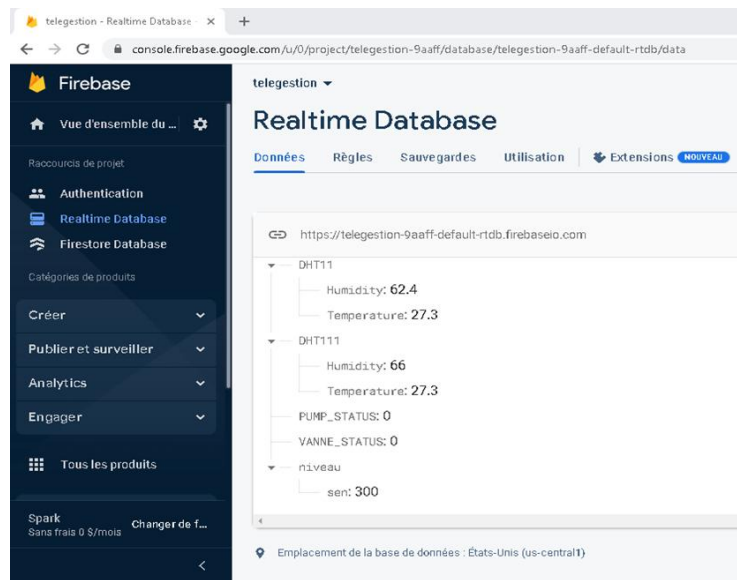 telegestion - Realtime Database -
console.firebase.google.com/u/0/project/telegestion-9aaff/database/telegestion-9aaff-default-rtdb/data
Firebase
Vue d'ensemble du ...
Raccourcis de projet
Authentication
Realtime Database
Firestore Database
Catégories de produits
Créer
Publier et surveiller
Analytics
Engager
Tous les produits
Spark
Sans frais 0 $/mois
Changer de f...
telegestion
Realtime Database
Données Règles Sauvegardes Utilisation Extensions NOUVEAU
https://telegestion-9aaff-default-rtdb.firebaseio.com
DHT11
Humidity: 62.4
Temperature: 27.3
DHT111
Humidity: 66
Temperature: 27.3
PUMP_STATUS: 0
VANNE_STATUS: 0
niveau
sen: 300
Emplacement de la base de données : États-Unis (us-central1)